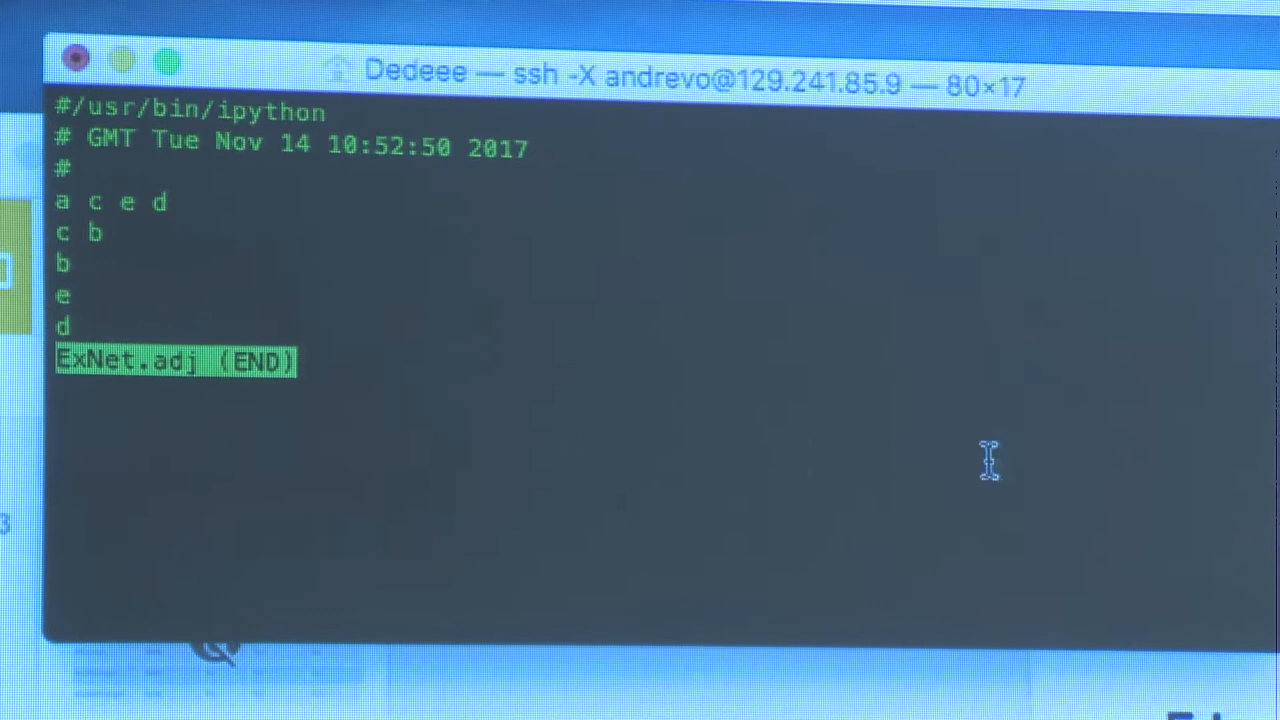 Dedeee — ssh -X andrevo@129.241.85.9 — 80×17
#/usr/bin/ipython
# GMT Tue Nov 14 10:52:50 2017
#
a c e d
c b
b
e
d
ExNet.adj (END)
3